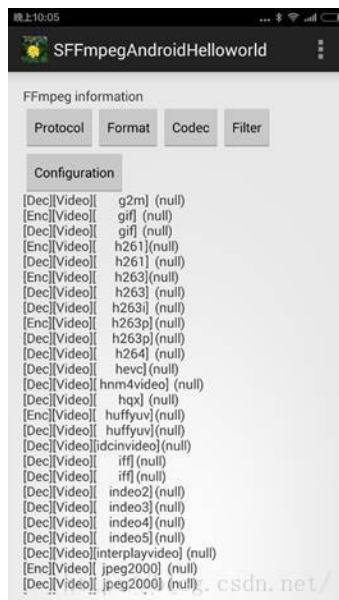 晚上10:05
SFFmpegAndroidHelloworld
FFmpeg information
Protocol Format Codec Filter
Configuration
[Dec][Video][ g2m] (null)
[Enc][Video][ gif] (null)
[Dec][Video][ gif] (null)
[Enc][Video][ h261](null)
[Dec][Video][ h261] (null)
[Enc][Video][ h263](null)
[Dec][Video][ h263] (null)
[Dec][Video][ h263i] (null)
[Enc][Video][ h263p](null)
[Dec][Video][ h263p](null)
[Dec][Video][ h264] (null)
[Dec][Video][ hevc] (null)
[Dec][Video][ hnm4video] (null)
[Dec][Video][ hqx] (null)
[Enc][Video][ huffyuv](null)
[Dec][Video][ huffyuv] (null)
[Dec][Video][idcinvideo](null)
[Dec][Video][ iff] (null)
[Dec][Video][ iff] (null)
[Dec][Video][ indeo2] (null)
[Dec][Video][ indeo3] (null)
[Dec][Video][ indeo4] (null)
[Dec][Video][ indeo5] (null)
[Dec][Video][interplayvideo] (null)
[Enc][Video][ jpeg2000] (null)
[Dec][Video][ jpeg2000] (null)
csdn.net/